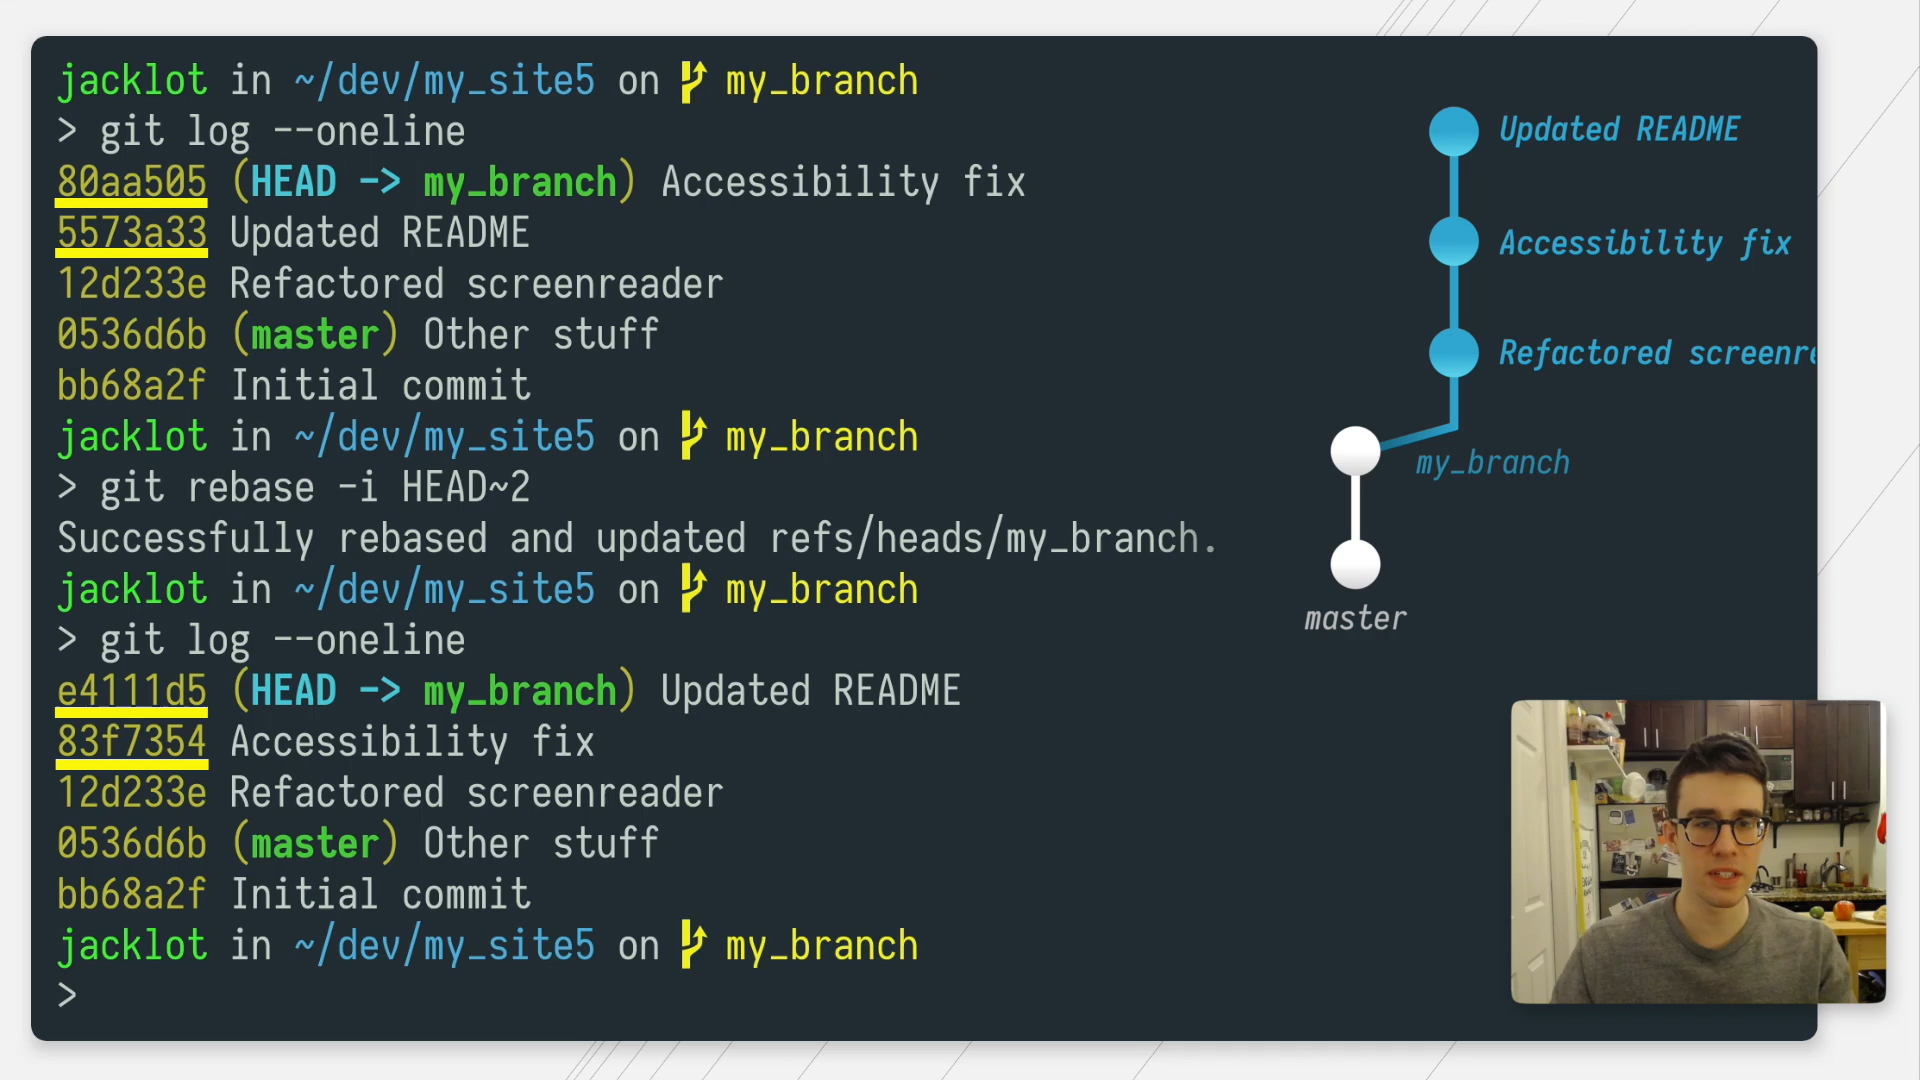 jacklot in ~/dev/my_site5 on my_branch
> git log --oneline
80aa505 (HEAD -> my_branch) Accessibility fix
5573a33 Updated README
12d233e Refactored screenreader
0536d6b (master) Other stuff
bb68a2f Initial commit
jacklot in ~/dev/my_site5 on my_branch
> git rebase -i HEAD~2
Successfully rebased and updated refs/heads/my_branch.
jacklot in ~/dev/my_site5 on my_branch
> git log --oneline
e4111d5 (HEAD -> my_branch) Updated README
83f7354 Accessibility fix
12d233e Refactored screenreader
0536d6b (master) Other stuff
bb68a2f Initial commit
jacklot in ~/dev/my_site5 on my_branch
>
Updated README
Accessibility fix
Refactored
my_branch
master